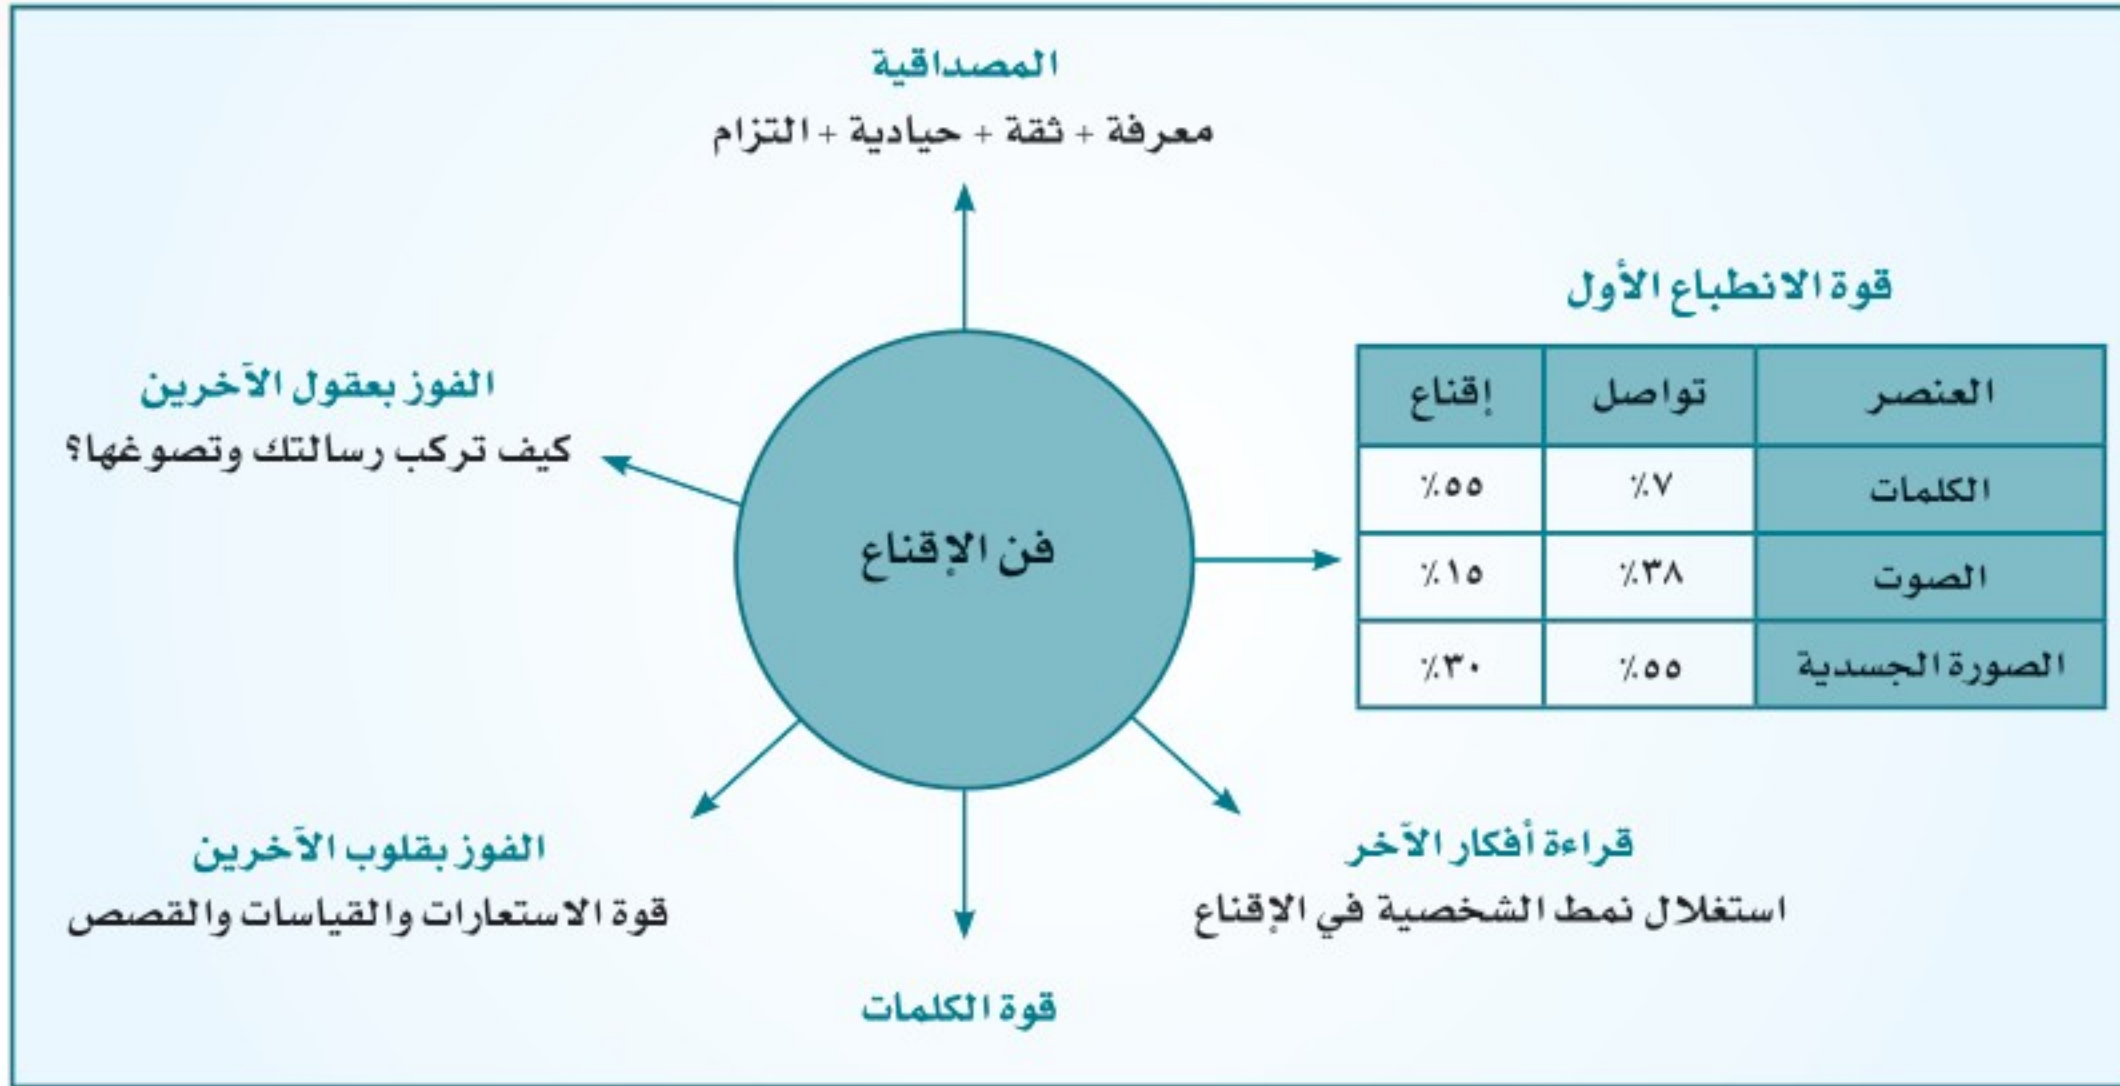 المصداقية
معرفة + ثقة + حيادية + التزام
قوة الانطباع الأول
العنصر تواصل إقناع
الكلمات ٧٪ ٥٥٪
الصوت ٣٨٪ ١٥٪
الصورة الجسدية ٥٥٪ ٣٠٪
الفوز بعقول الآخرين
كيف تركب رسالتك وتصوغها؟
فن الإقناع
قراءة أفكار الآخر
استغلال نمط الشخصية في الإقناع
الفوز بقلوب الآخرين
قوة الاستعارات والقياسات والقصص
قوة الكلمات